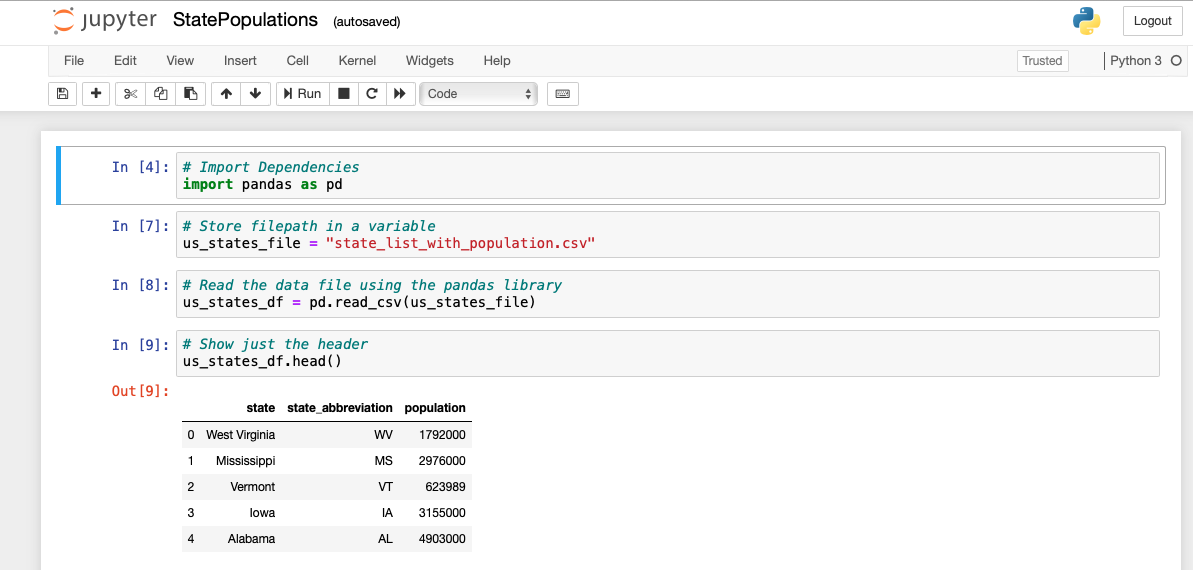 jupyter StatePopulations (autosaved) Logout
File Edit View Insert Cell Kernel Widgets Help Trusted Python 3
Run Code
In [4]: # Import Dependencies
import pandas as pd
In [7]: # Store filepath in a variable
us_states_file = "state_list_with_population.csv"
In [8]: # Read the data file using the pandas library
us_states_df = pd.read_csv(us_states_file)
In [9]: # Show just the header
us_states_df.head()
Out[9]:
state state_abbreviation population
0 West Virginia WV 1792000
1 Mississippi MS 2976000
2 Vermont VT 623989
3 Iowa IA 3155000
4 Alabama AL 4903000